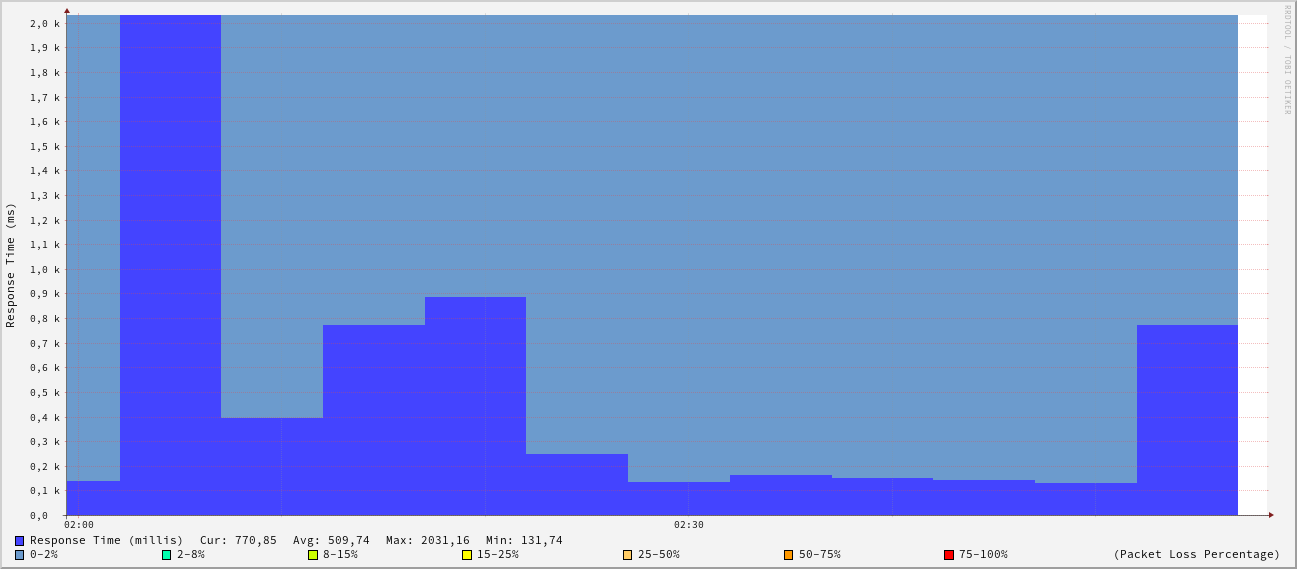 RRDTOOL / TOBI OETIKER
2,0 k
1,9 k
1,8 k
1,7 k
1,6 k
1,5 k
1,4 k
1,3 k
1,2 k
1,1 k
1,0 k
0,9 k
0,8 k
0,7 k
0,6 k
0,5 k
0,4 k
0,3 k
0,2 k
0,1 k
0,0
Response Time (ms)
02:00 02:30
Response Time (millis) Cur: 770,85 Avg: 509,74 Max: 2031,16 Min: 131,74
0-2% 2-8% 8-15% 15-25% 25-50% 50-75% 75-100% (Packet Loss Percentage)